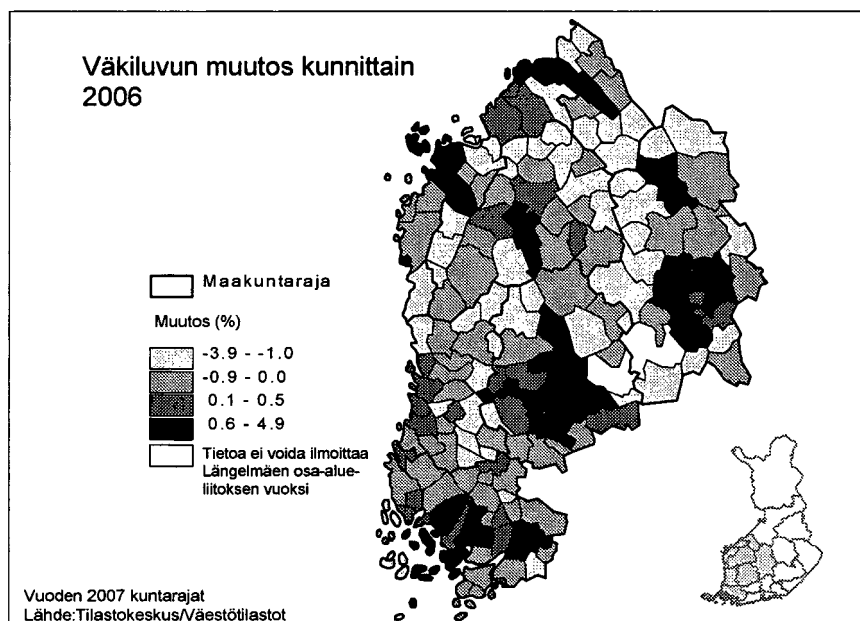 Väkiluvun muutos kunnittain
2006
Maakuntaraja
Muutos (%)
-3.9 - -1.0
-0.9 - 0.0
0.1 - 0.5
0.6 - 4.9
Tietoa ei voida ilmoittaa
Längelmäen osa-alue-
liitoksen vuoksi
Vuoden 2007 kuntarajat
Lähde:Tilastokeskus/Väestötilastot